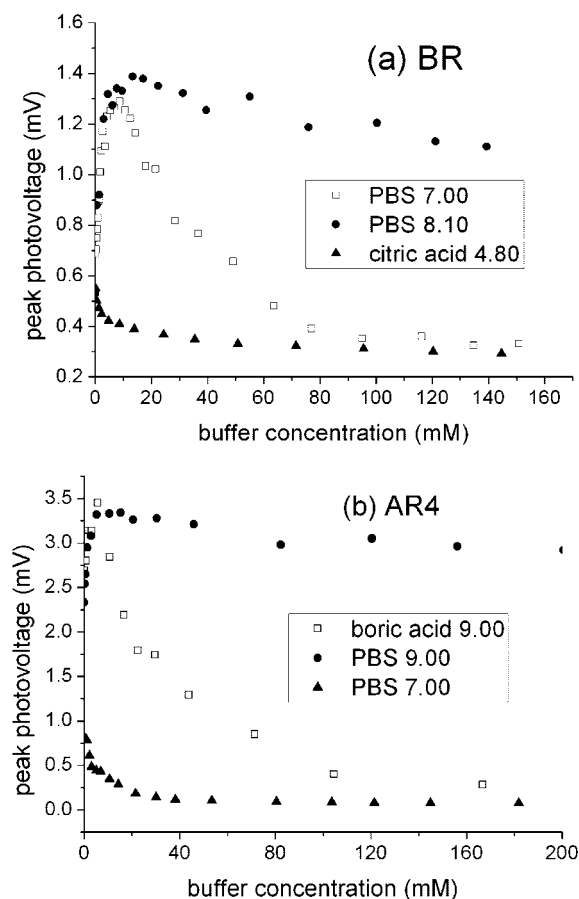 (a) BR
1.6
1.4
1.2
1.0
0.8
0.6
0.4
0.2
peak photovoltage (mV)
PBS 7.00
PBS 8.10
citric acid 4.80
0 20 40 60 80 100 120 140 160
buffer concentration (mM)
(b) AR4
3.5
3.0
2.5
2.0
1.5
1.0
0.5
0.0
peak photovoltage (mV)
boric acid 9.00
PBS 9.00
PBS 7.00
0 40 80 120 160 200
buffer concentration (mM)